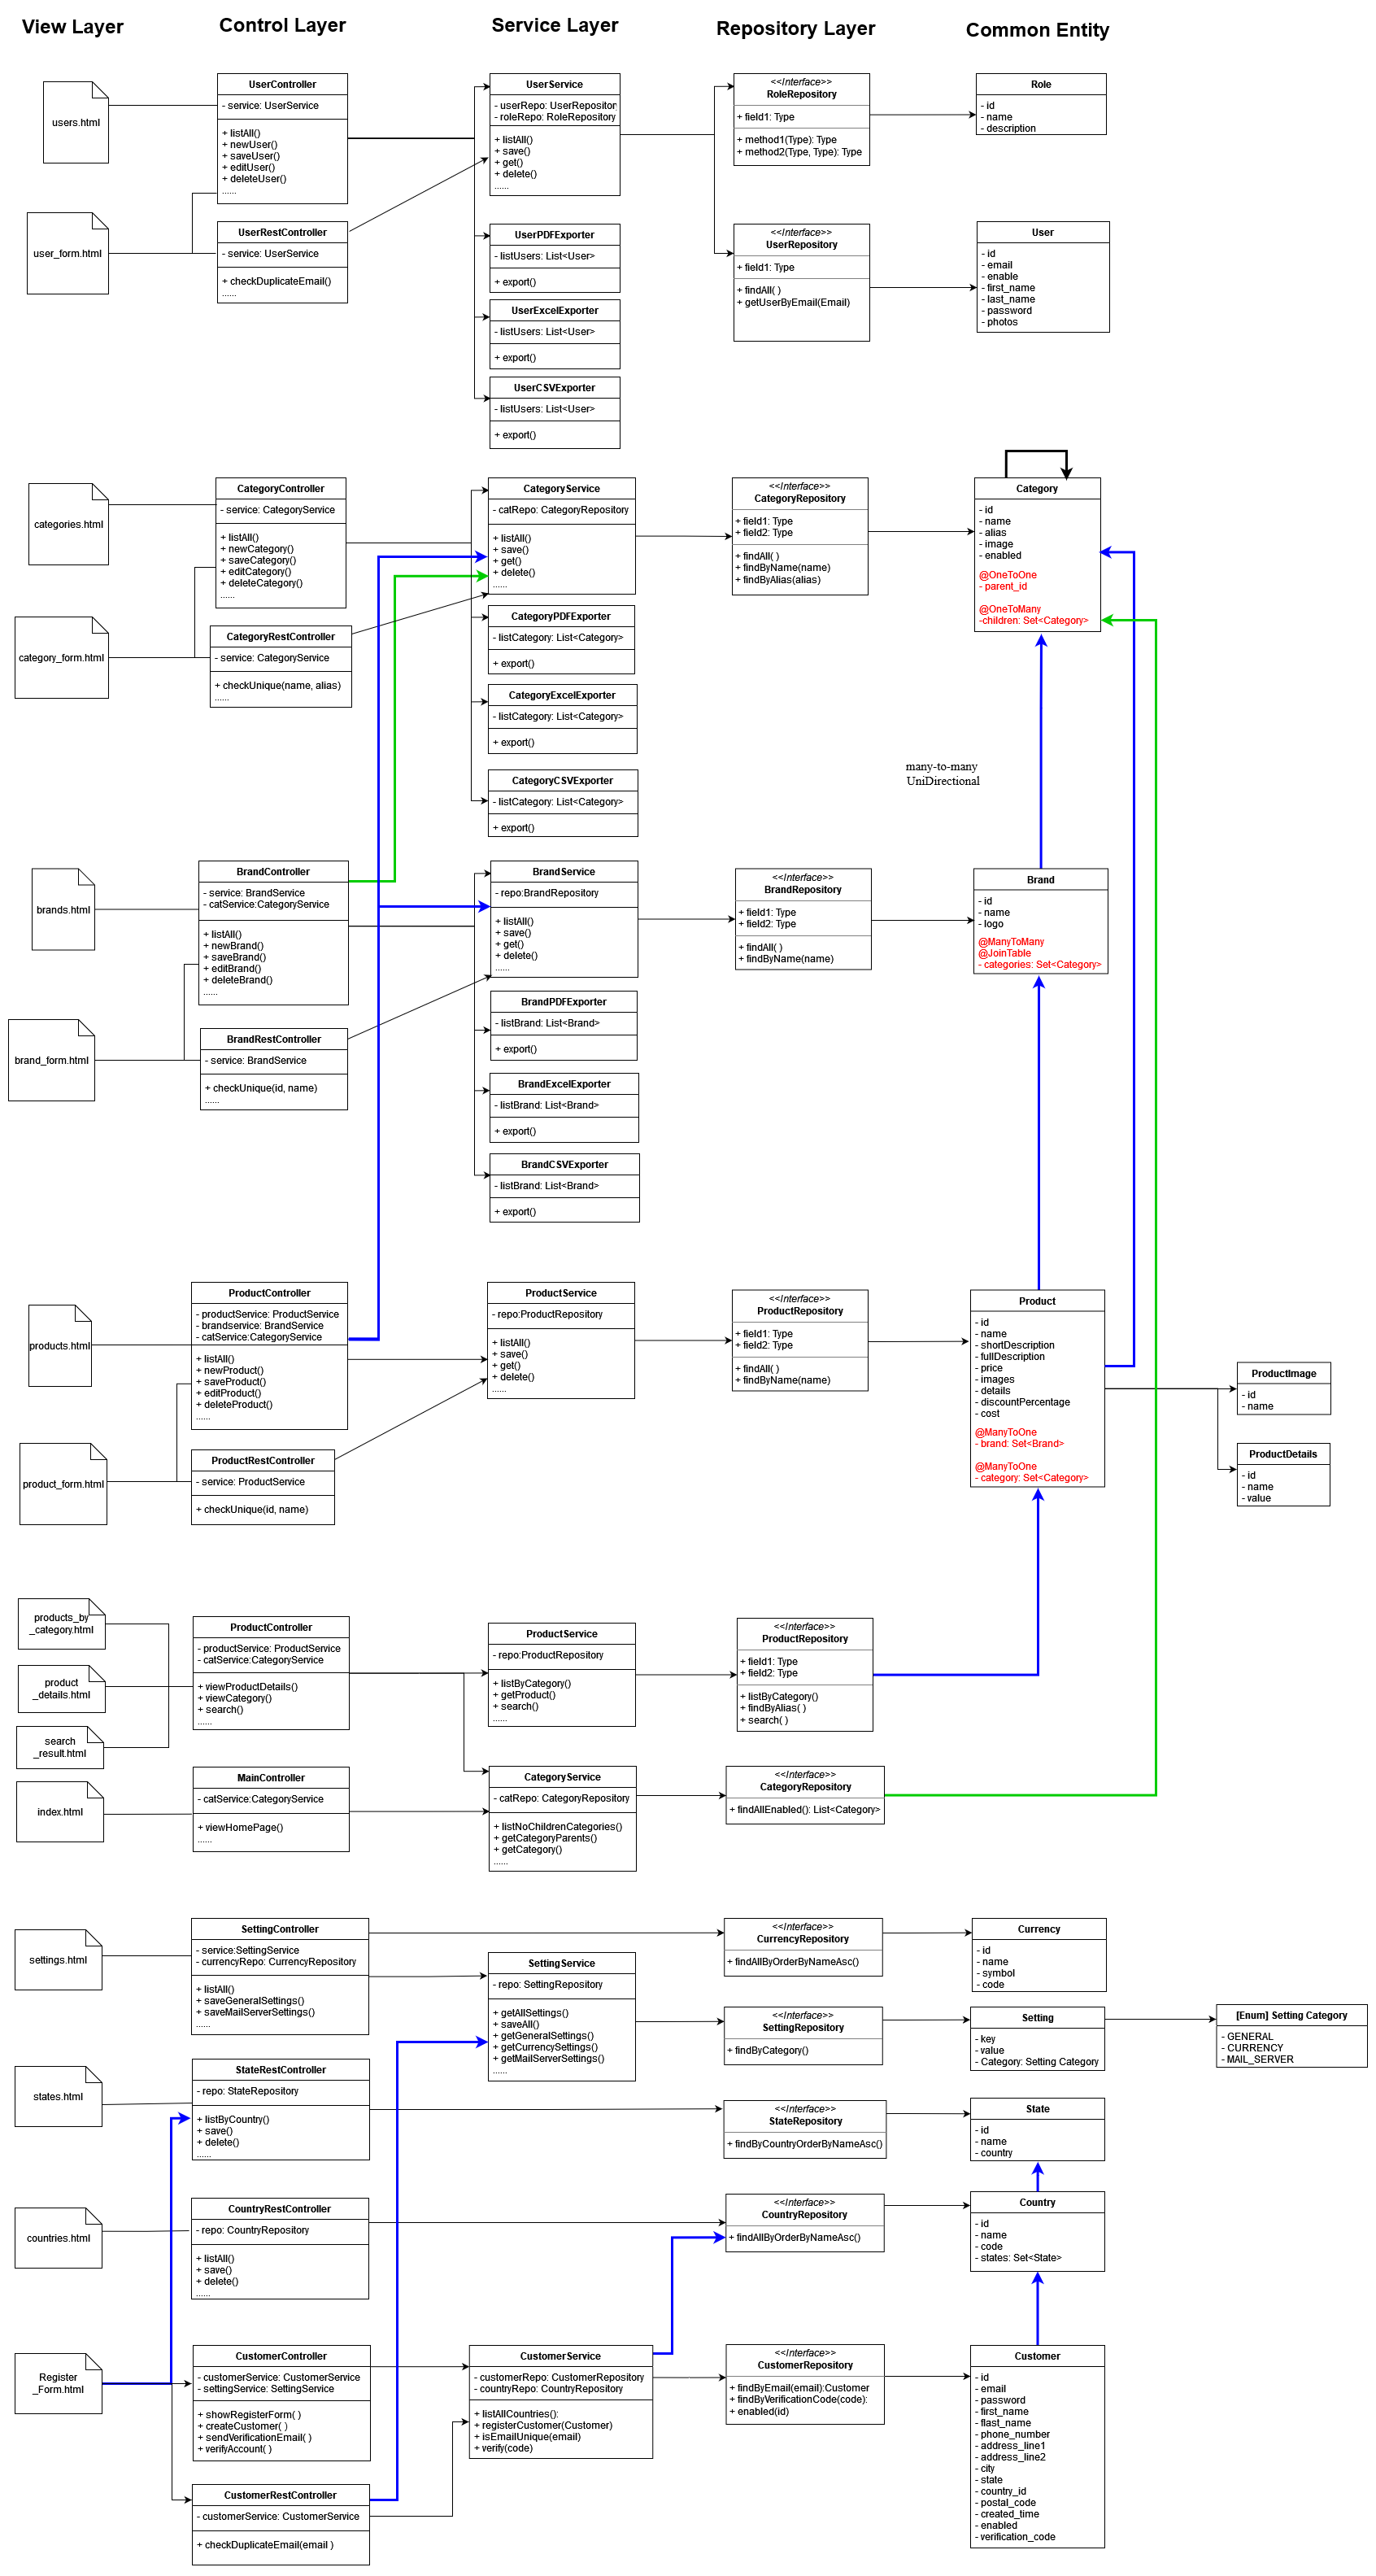 View Layer
Control Layer
Service Layer
Repository Layer
Common Entity
users.html
user_form.html
UserController
- service: UserService
+ listAll()
+ newUser()
+ saveUser()
+ editUser()
+ deleteUser()
......
UserRestController
- service: UserService
+ checkDuplicateEmail()
......
UserService
- userRepo: UserRepository
- roleRepo: RoleRepository
+ listAll()
+ save()
+ get()
+ delete()
......
UserPDFExporter
- listUsers: List<User>
+ export()
UserExcelExporter
- listUsers: List<User>
+ export()
UserCSVExporter
- listUsers: List<User>
+ export()
<<Interface>>
RoleRepository
+ field1: Type
+ method1(Type): Type
+ method2(Type, Type): Type
<<Interface>>
UserRepository
+ field1: Type
+ findAll( )
+ getUserByEmail(Email)
Role
- id
- name
- description
User
- id
- email
- enable
- first_name
- last_name
- password
- photos
categories.html
category_form.html
CategoryController
- service: CategoryService
+ listAll()
+ newCategory()
+ saveCategory()
+ editCategory()
+ deleteCategory()
......
CategoryRestController
- service: CategoryService
+ checkUnique(name, alias)
......
CategoryService
- catRepo: CategoryRepository
+ listAll()
+ save()
+ get()
+ delete()
......
CategoryPDFExporter
- listCategory: List<Category>
+ export()
CategoryExcelExporter
- listCategory: List<Category>
+ export()
CategoryCSVExporter
- listCategory: List<Category>
+ export()
<<Interface>>
CategoryRepository
+ field1: Type
+ field2: Type
+ findAll( )
+ findByName(name)
+ findByAlias(alias)
Category
- id
- name
- alias
- image
- enabled
@OneToOne
- parent_id
@OneToMany
-children: Set<Category>
many-to-many
UniDirectional
brands.html
brand_form.html
BrandController
- service: BrandService
- catService:CategoryService
+ listAll()
+ newBrand()
+ saveBrand()
+ editBrand()
+ deleteBrand()
......
BrandRestController
- service: BrandService
+ checkUnique(id, name)
......
BrandService
- repo:BrandRepository
+ listAll()
+ save()
+ get()
+ delete()
......
BrandPDFExporter
- listBrand: List<Brand>
+ export()
BrandExcelExporter
- listBrand: List<Brand>
+ export()
BrandCSVExporter
- listBrand: List<Brand>
+ export()
<<Interface>>
BrandRepository
+ field1: Type
+ field2: Type
+ findAll( )
+ findByName(name)
Brand
- id
- name
- logo
@ManyToMany
@JoinTable
- categories: Set<Category>
products.html
product_form.html
ProductController
- productService: ProductService
- brandservice: BrandService
- catService:CategoryService
+ listAll()
+ newProduct()
+ saveProduct()
+ editProduct()
+ deleteProduct()
......
ProductRestController
- service: ProductService
+ checkUnique(id, name)
ProductService
- repo:ProductRepository
+ listAll()
+ save()
+ get()
+ delete()
......
<<Interface>>
ProductRepository
+ field1: Type
+ field2: Type
+ findAll( )
+ findByName(name)
Product
- id
- name
- shortDescription
- fullDescription
- price
- images
- details
- discountPercentage
- cost
@ManyToOne
- brand: Set<Brand>
@ManyToOne
- category: Set<Category>
ProductImage
- id
- name
ProductDetails
- id
- name
- value
products_by
_category.html
product
_details.html
search
_result.html
index.html
ProductController
- productService: ProductService
- catService:CategoryService
+ viewProductDetails()
+ viewCategory()
+ search()
......
MainController
- catService:CategoryService
+ viewHomePage()
......
ProductService
- repo:ProductRepository
+ listByCategory()
+ getProduct()
+ search()
......
CategoryService
- catRepo: CategoryRepository
+ listNoChildrenCategories()
+ getCategoryParents()
+ getCategory()
......
<<Interface>>
ProductRepository
+ field1: Type
+ field2: Type
+ listByCategory()
+ findByAlias( )
+ search( )
<<Interface>>
CategoryRepository
+ findAllEnabled(): List<Category>
settings.html
states.html
countries.html
Register
_Form.html
SettingController
- service:SettingService
- currencyRepo: CurrencyRepository
+ listAll()
+ saveGeneralSettings()
+ saveMailServerSettings()
......
StateRestController
- repo: StateRepository
+ listByCountry()
+ save()
+ delete()
......
CountryRestController
- repo: CountryRepository
+ listAll()
+ save()
+ delete()
......
CustomerController
- customerService: CustomerService
- settingService: SettingService
+ showRegisterForm( )
+ createCustomer( )
+ sendVerificationEmail( )
+ verifyAccount( )
CustomerRestController
- customerService: CustomerService
+ checkDuplicateEmail(email )
SettingService
- repo: SettingRepository
+ getAllSettings()
+ saveAll()
+ getGeneralSettings()
+ getCurrencySettings()
+ getMailServerSettings()
......
CustomerService
- customerRepo: CustomerRepository
- countryRepo: CountryRepository
+ listAllCountries():
+ registerCustomer(Customer)
+ isEmailUnique(email)
+ verify(code)
<<Interface>>
CurrencyRepository
+ findAllByOrderByNameAsc()
<<Interface>>
SettingRepository
+ findByCategory()
<<Interface>>
StateRepository
+ findByCountryOrderByNameAsc()
<<Interface>>
CountryRepository
+ findAllByOrderByNameAsc()
<<Interface>>
CustomerRepository
+ findByEmail(email):Customer
+ findByVerificationCode(code):
+ enabled(id)
Currency
- id
- name
- symbol
- code
Setting
- key
- value
- Category: Setting Category
[Enum] Setting Category
- GENERAL
- CURRENCY
- MAIL_SERVER
State
- id
- name
- country
Country
- id
- name
- code
- states: Set<State>
Customer
- id
- email
- password
- first_name
- flast_name
- phone_number
- address_line1
- address_line2
- city
- state
- country_id
- postal_code
- created_time
- enabled
- verification_code